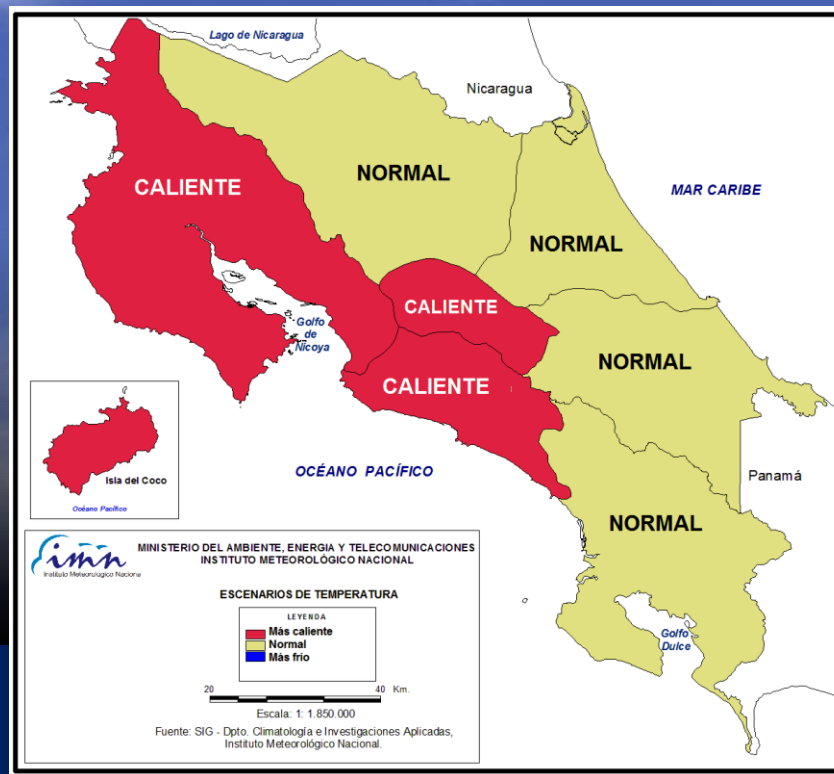 Lago de Nicaragua
Nicaragua
CALIENTE
NORMAL
MAR CARIBE
NORMAL
CALIENTE
Golfo
de
Nicoya
NORMAL
CALIENTE
Isla del Coco
Océano Pacífico
OCÉANO PACÍFICO
Panamá
NORMAL
Golfo
Dulce
imn
Instituto Meteorológico Nacional
MINISTERIO DEL AMBIENTE, ENERGIA Y TELECOMUNICACIONES
INSTITUTO METEOROLÓGICO NACIONAL
ESCENARIOS DE TEMPERATURA
LEYENDA
Más caliente
Normal
Más frío
20 0 40 Km.
Escala: 1: 1.850.000
Fuente: SIG - Dpto. Climatología e Investigaciones Aplicadas,
Instituto Meteorológico Nacional.